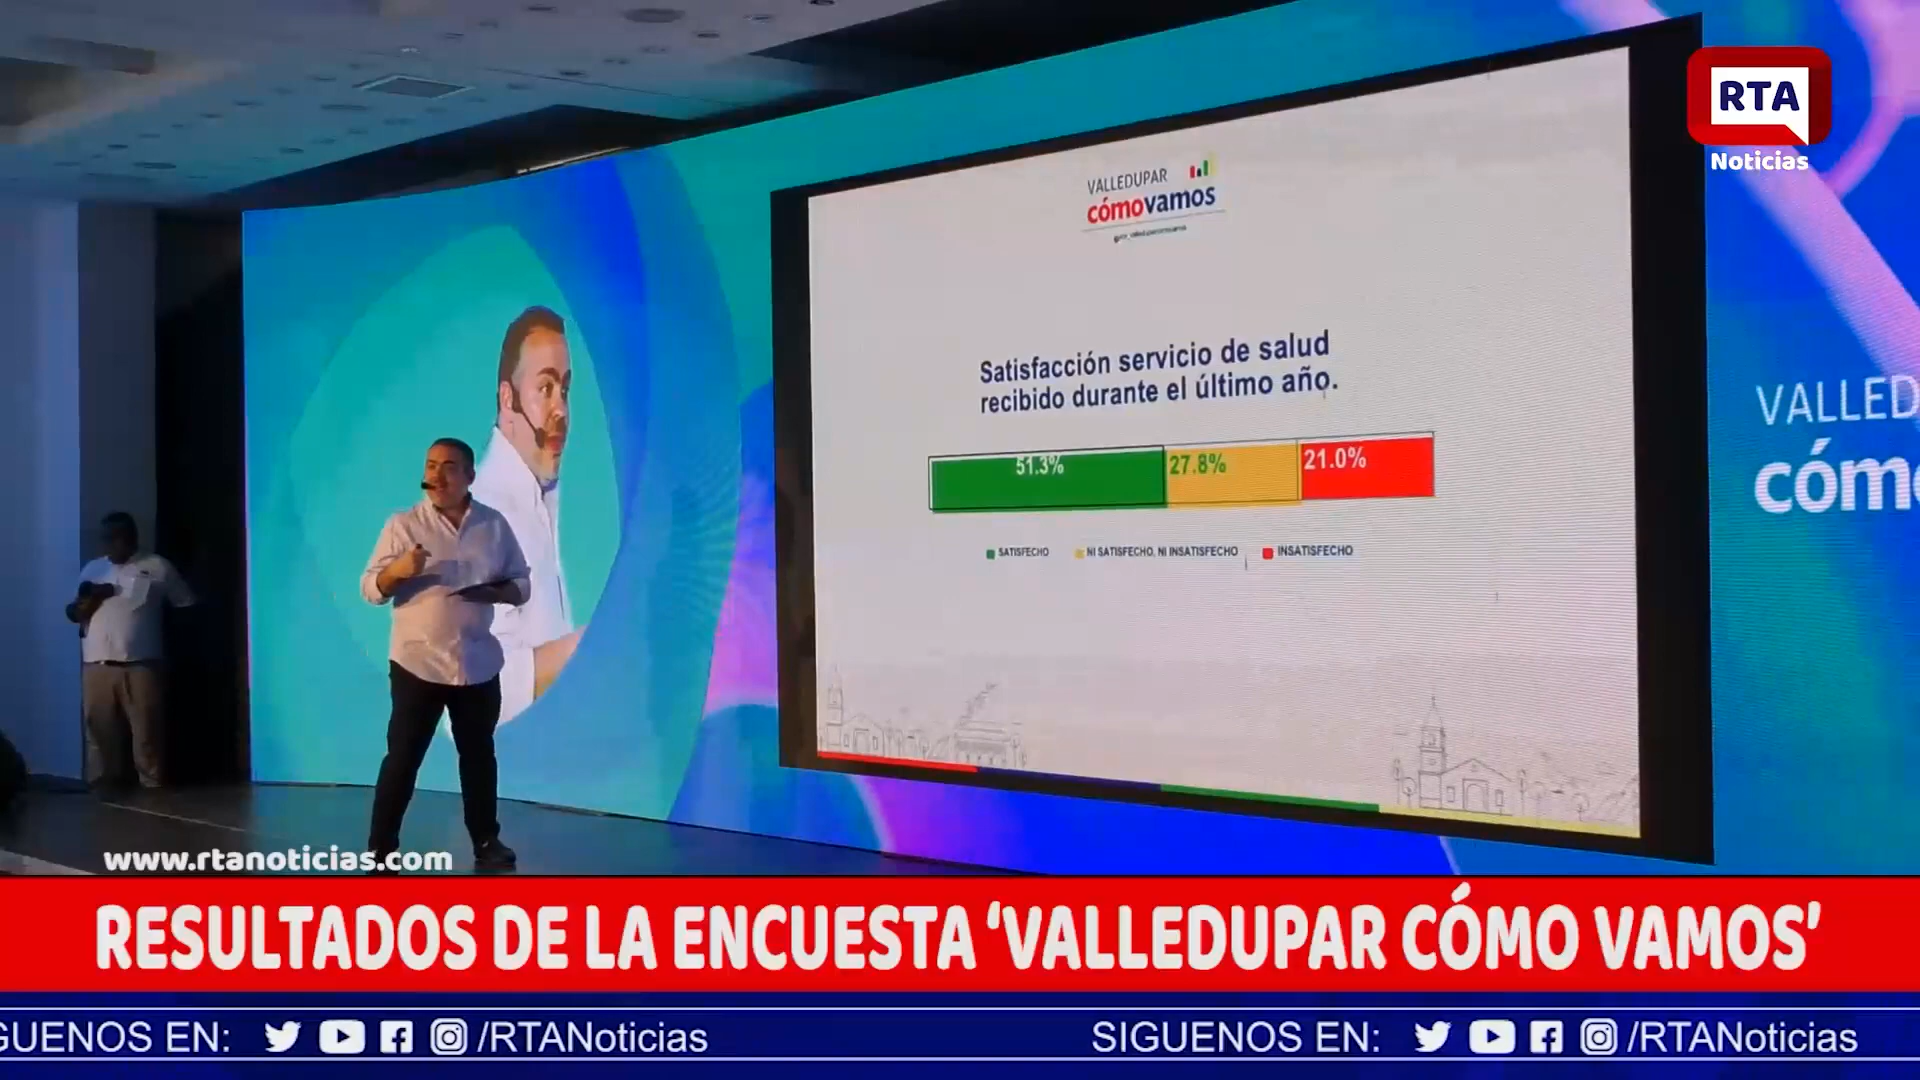 RTA
Noticias
VALLEDUPAR
cómovamos
Satisfacción servicio de salud
recibido durante el último año.
51.3% 27.8% 21.0%
SATISFECHO NI SATISFECHO, NI INSATISFECHO INSATISFECHO
VALLED
cómo
www.rtanoticias.com
RESULTADOS DE LA ENCUESTA ‘VALLEDUPAR CÓMO VAMOS’
GUENOS EN: /RTANoticias SIGUENOS EN: /RTANoticias